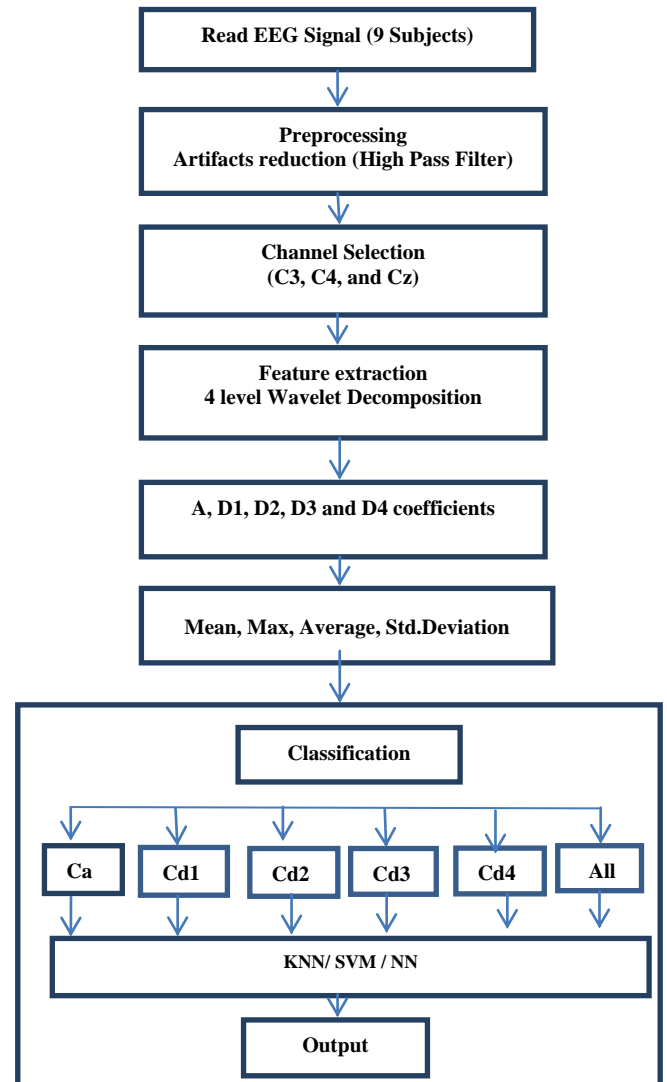 Read EEG Signal (9 Subjects)
Preprocessing
Artifacts reduction (High Pass Filter)
Channel Selection
(C3, C4, and Cz)
Feature extraction
4 level Wavelet Decomposition
A, D1, D2, D3 and D4 coefficients
Mean, Max, Average, Std.Deviation
Classification
Ca Cd1 Cd2 Cd3 Cd4 All
KNN/ SVM / NN
Output